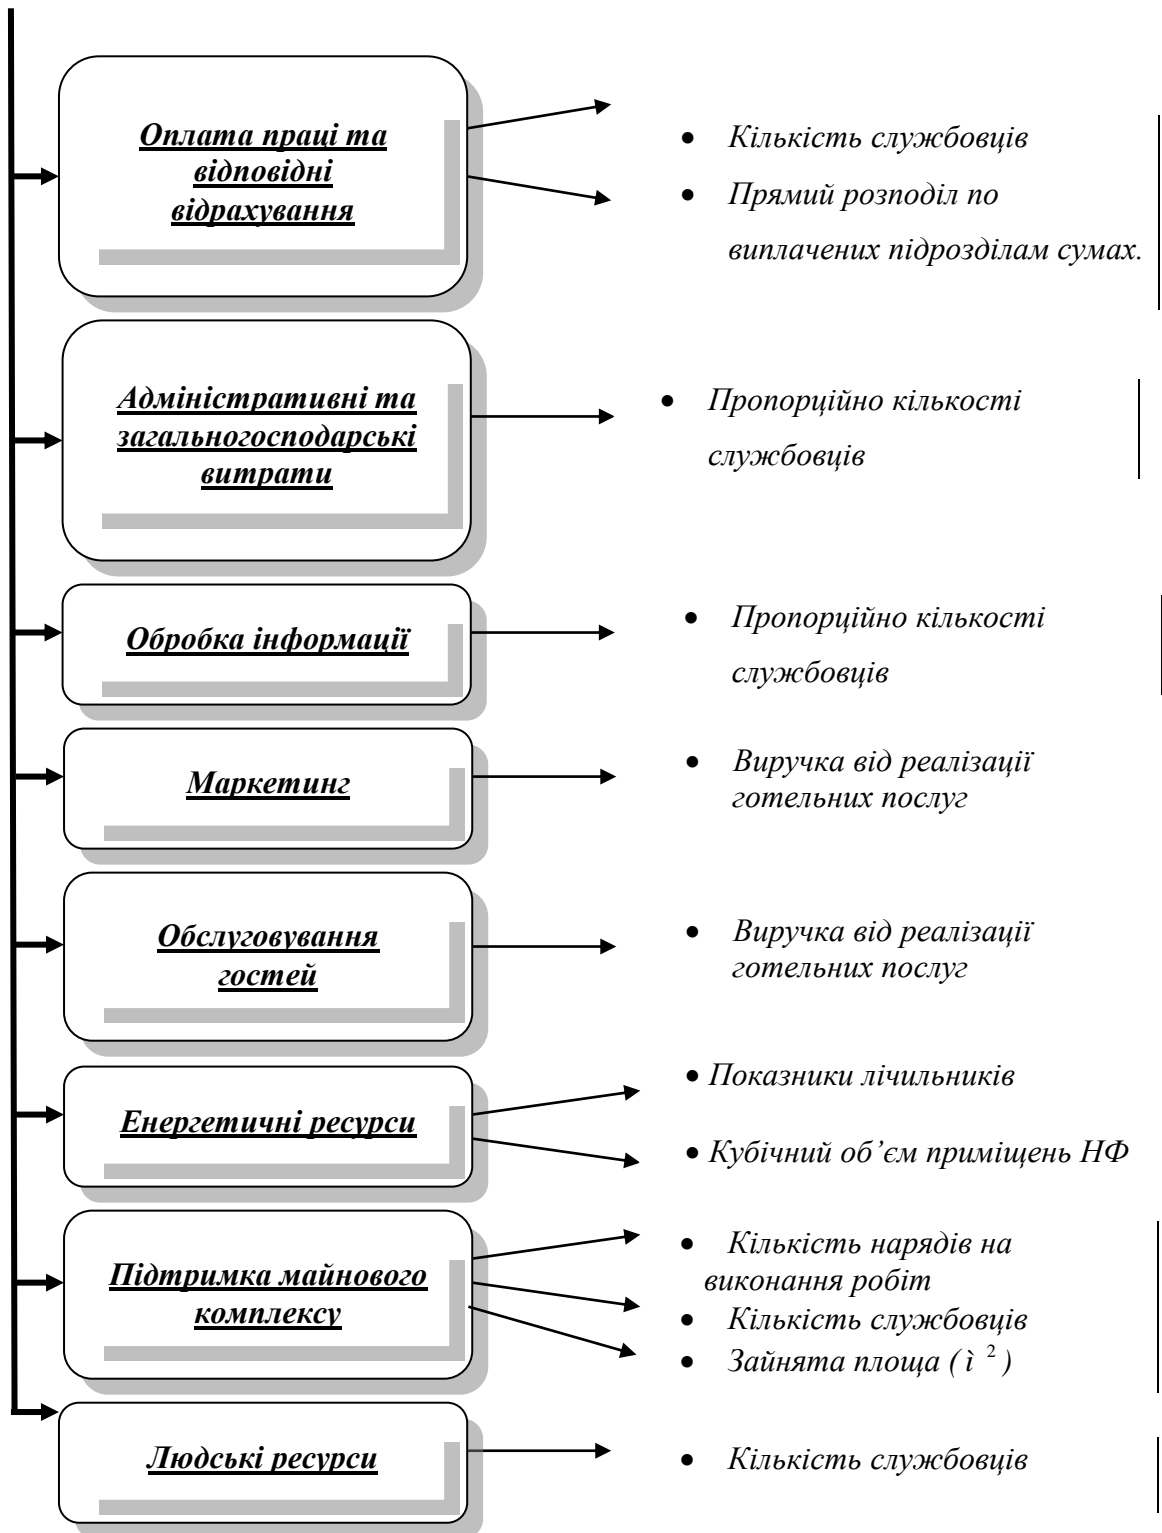 Оплата праці та
відповідні
відрахування
• Кількість службовців
• Прямий розподіл по
виплачених підрозділам сумах.
Адміністративні та
загальногосподарські
витрати
• Пропорційно кількості
службовців
Обробка інформації
• Пропорційно кількості
службовців
Маркетинг
• Виручка від реалізації
готельних послуг
Обслуговування
гостей
• Виручка від реалізації
готельних послуг
Енергетичні ресурси
• Показники лічильників
• Кубічний об’єм приміщень НФ
Підтримка майнового
комплексу
• Кількість нарядів на
виконання робіт
• Кількість службовців
• Зайнята площа (ì ²)
Людські ресурси
• Кількість службовців